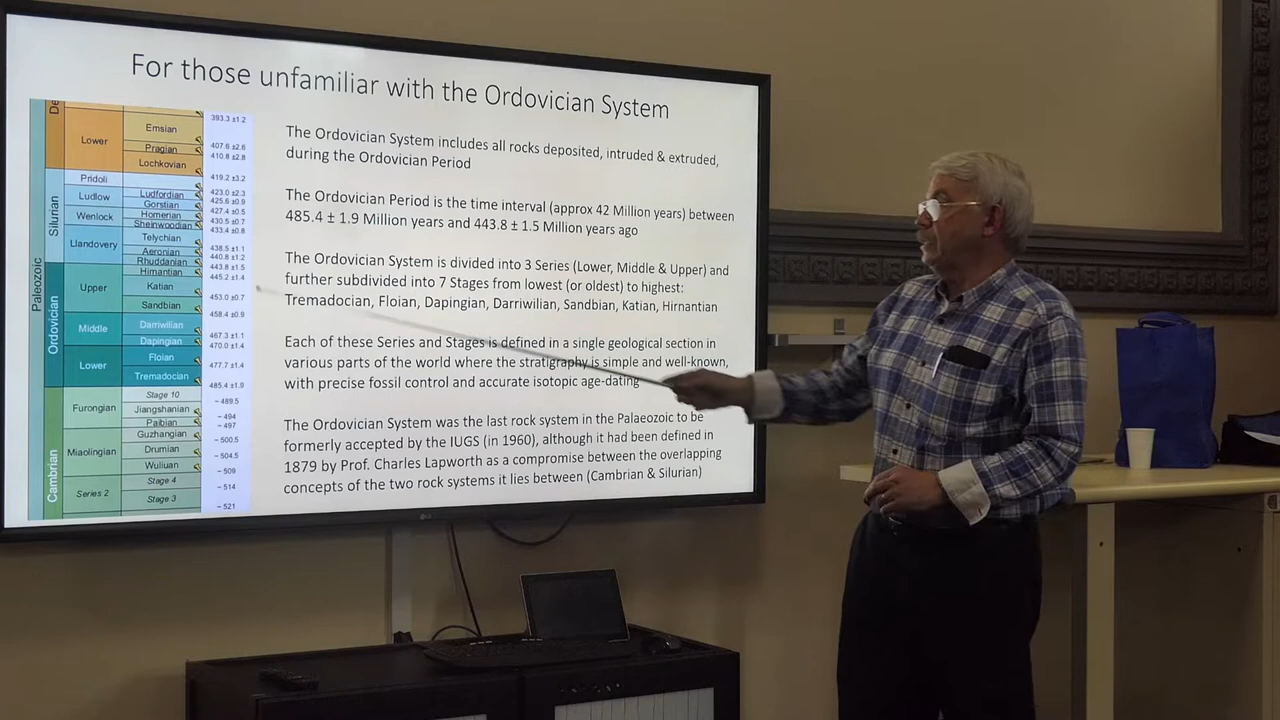 For those unfamiliar with the Ordovician System
The Ordovician System includes all rocks deposited, intruded & extruded,
during the Ordovician Period
The Ordovician Period is the time interval (approx 42 Million years) between
485.4 ± 1.9 Million years and 443.8 ± 1.5 Million years ago
The Ordovician System is divided into 3 Series (Lower, Middle & Upper) and
further subdivided into 7 Stages from lowest (or oldest) to highest:
Tremadocian, Floian, Dapingian, Darriwilian, Sandbian, Katian, Hirnantian
Each of these Series and Stages is defined in a single geological section in
various parts of the world where the stratigraphy is simple and well-known,
with precise fossil control and accurate isotopic age-dating
The Ordovician System was the last rock system in the Palaeozoic to be
formerly accepted by the IUGS (in 1960), although it had been defined in
1879 by Prof. Charles Lapworth as a compromise between the overlapping
concepts of the two rock systems it lies between (Cambrian & Silurian)
Paleozoic
De
Lower
Emsian
Pragian
Lochkovian
393.3 ±1.2
407.6 ±2.6
410.8 ±2.8
419.2 ±3.2
Silurian
Pridoli
Ludlow
Ludfordian
Gorstian
Wenlock
Homerian
Sheinwoodian
Llandovery
Telychian
Aeronian
Rhuddanian
423.0 ±2.3
425.6 ±0.9
427.4 ±0.5
430.5 ±0.7
433.4 ±0.8
438.5 ±1.1
440.8 ±1.2
443.8 ±1.5
Ordovician
Upper
Hirnantian
Katian
Sandbian
Middle
Darriwilian
Dapingian
Lower
Floian
Tremadocian
445.2 ±1.4
453.0 ±0.7
458.4 ±0.9
467.3 ±1.1
470.0 ±1.4
477.7 ±1.4
485.4 ±1.9
Cambrian
Furongian
Stage 10
Jiangshanian
Paibian
Miaolingian
Guzhangian
Drumian
Wuliuan
Series 2
Stage 4
Stage 3
~ 489.5
~ 494
~ 497
~ 500.5
~ 504.5
~ 509
~ 514
~ 521
LG